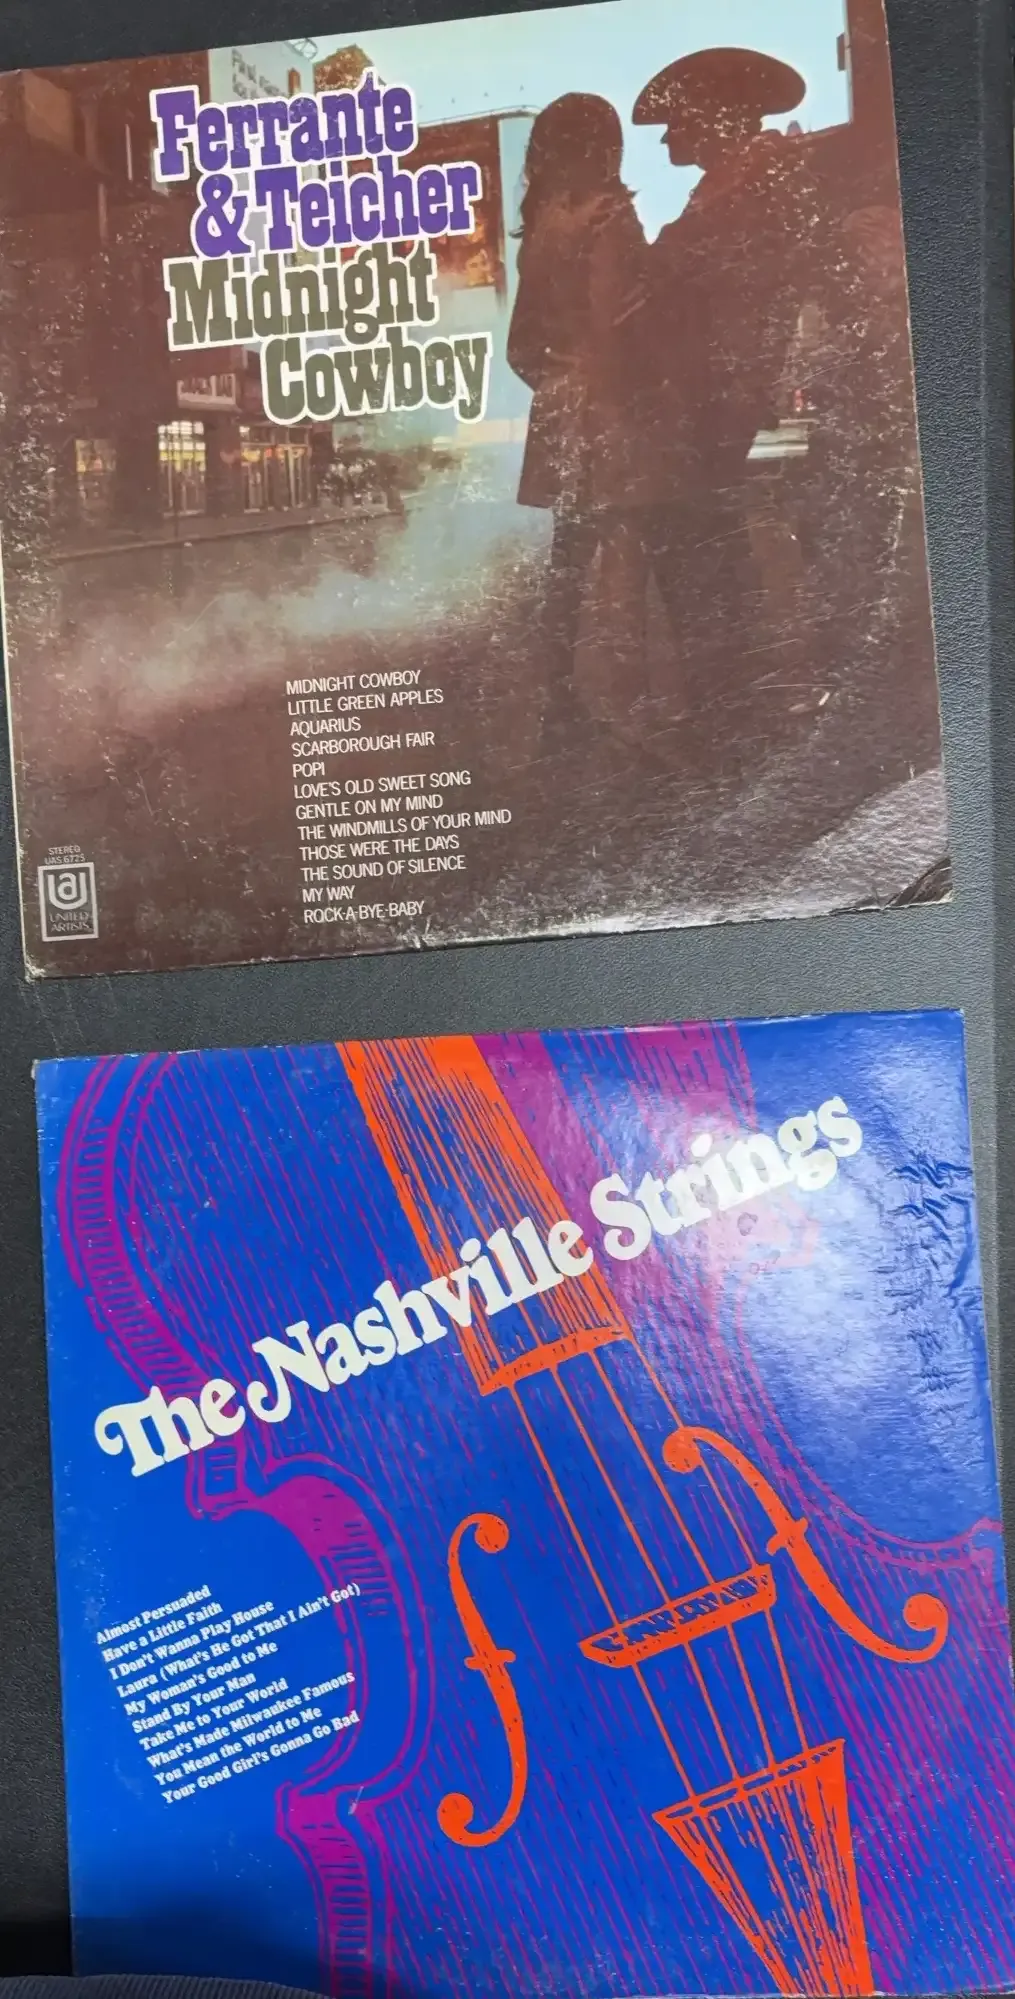 Ferrante
& Teicher
Midnight
Cowboy
MIDNIGHT COWBOY
LITTLE GREEN APPLES
AQUARIUS
SCARBOROUGH FAIR
POPI
LOVE'S OLD SWEET SONG
GENTLE ON MY MIND
THE WINDMILLS OF YOUR MIND
THOSE WERE THE DAYS
THE SOUND OF SILENCE
MY WAY
ROCK-A-BYE-BABY
STEREO
UAS 6725
UA
UNITED
ARTISTS
The Nashville Strings
Almost Persuaded
Have a Little Faith
I Don't Wanna Play House
Laura (What's He Got That I Ain't Got)
My Woman's Good to Me
Stand By Your Man
Take Me to Your World
What's Made Milwaukee Famous
You Mean the World to Me
Your Good Girl's Gonna Go Bad